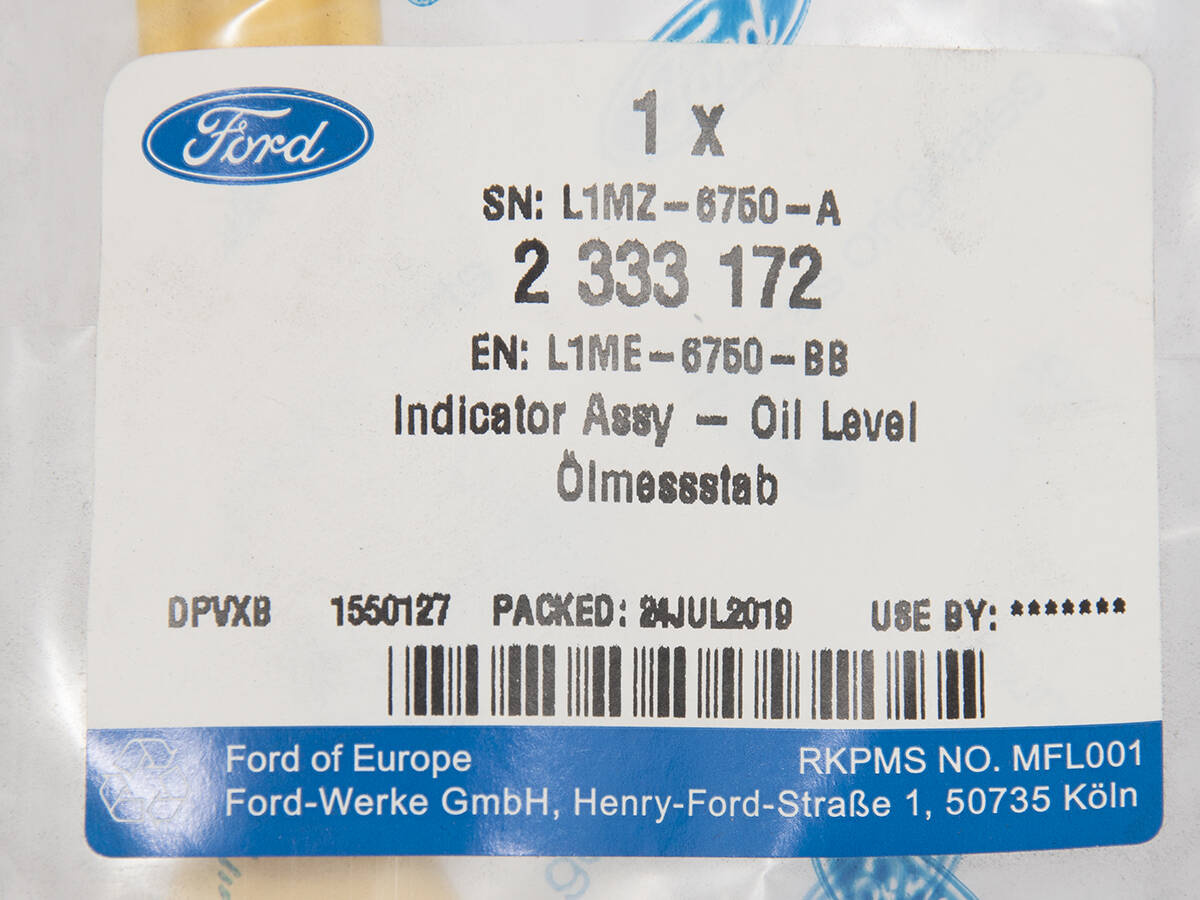 Ford
1 x
SN: L1MZ-6750-A
2 333 172
EN: L1ME-6750-BB
Indicator Assy - Oil Level
Ölmessstab
DPVXB 1550127 PACKED: 24JUL2019 USE BY: *******
Ford of Europe
RKPMS NO. MFL001
Ford-Werke GmbH, Henry-Ford-Straße 1, 50735 Köln